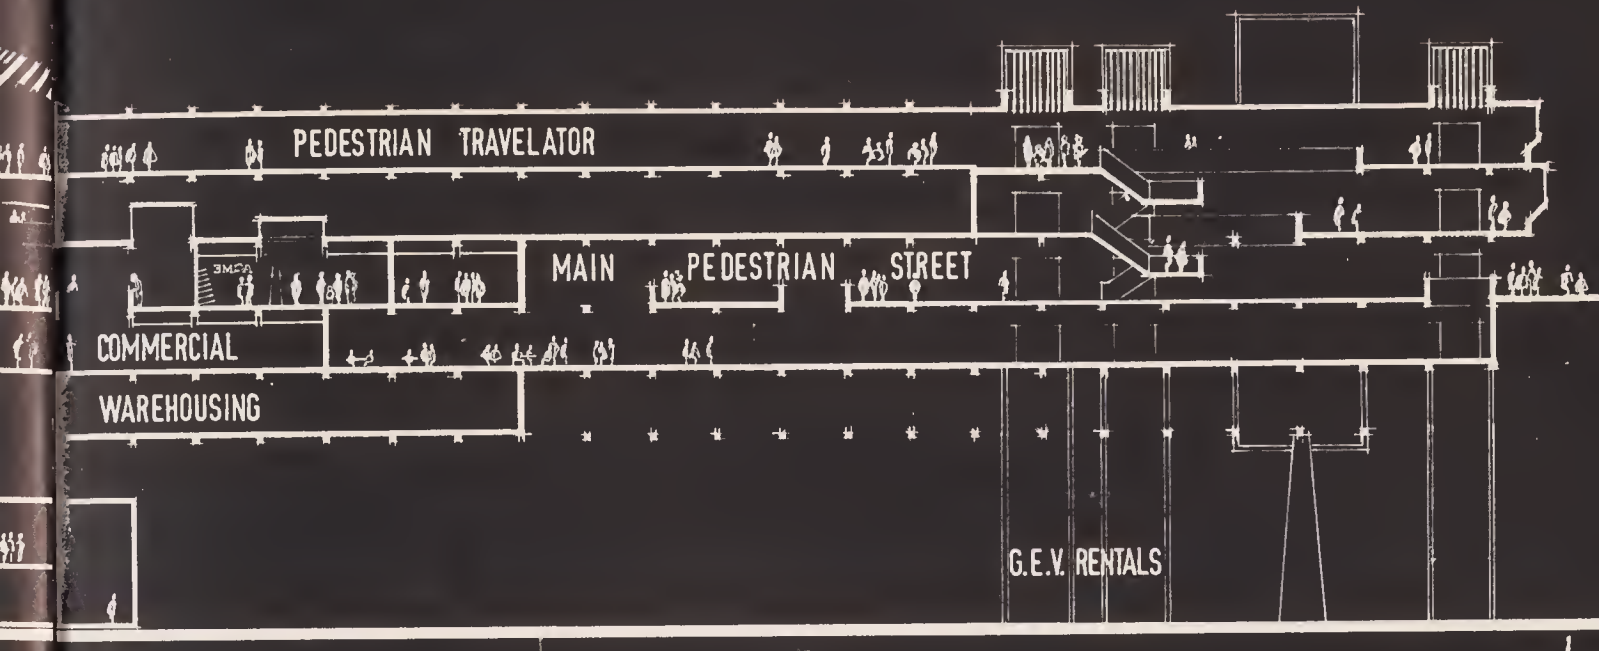 PEDESTRIAN TRAVELATOR
MAIN PEDESTRIAN STREET
COMMERCIAL
WAREHOUSING
G.E.V. RENTALS